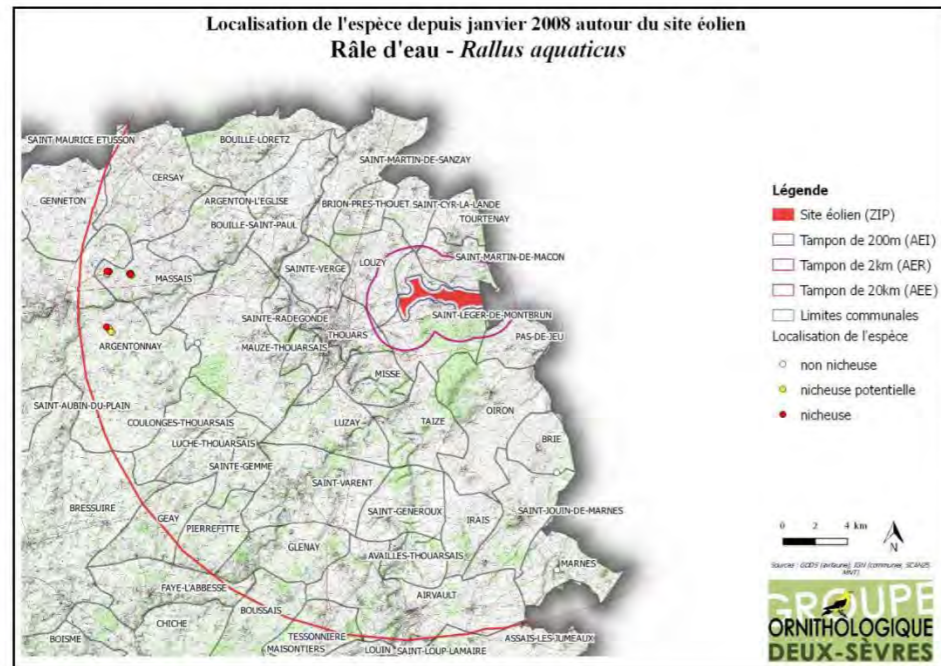 Localisation de l'espèce depuis janvier 2008 autour du site éolien
Râle d'eau - Rallus aquaticus
SAINT MAURICE ETUSSON
BOUILLE-LORETZ
SAINT-MARTIN-DE-SANZAY
CERSAY
GENNETON
ARGENTON-L'EGLISE
BRION-PRES-THOUET
SAINT-CYR-LA-LANDE
TOURTENAY
BOUILLE-SAINT-PAUL
SAINT-MARTIN-DE-MACON
SAINTE-VERGE
LOUZY
MASSAIS
SAINTE-RADEGONDE
SAINT-LEGER-DE-MONTBRUN
THOUARS
PAS-DE-JEU
ARGENTONNAY
MAUZE-THOUARSAIS
MISSE
SAINT-AUBIN-DU-PLAIN
OIRON
COULONGES-THOUARSAIS
LUZAY
TAIZE
LUCHE-THOUARSAIS
BRIE
SAINTE-GEMME
SAINT-VARENT
BRESSUIRE
GEAY
SAINT-GENEROUX
IRAIS
SAINT-JOUIN-DE-MARNES
PIERREFITTE
GLENAY
AVAILLES-THOUARSAIS
MARNES
FAYE-L'ABBESSE
AIRVAULT
BOUSSAIS
CHICHE
BOISME
TESSONNIERE
ASSAIS-LES-JUMEAUX
MAISONTIERS
LOUIN
SAINT-LOUP-LAMAIRE
Légende
Site éolien (ZIP)
Tampon de 200m (AEI)
Tampon de 2km (AER)
Tampon de 20km (AEE)
Limites communales
Localisation de l'espèce
non nicheuse
nicheuse potentielle
nicheuse
0 2 4 km
N
Sources : GODS (avifaune), IGN (communes, SCAN25, MNT)
GROUPE
ORNITHOLOGIQUE
DEUX-SÈVRES